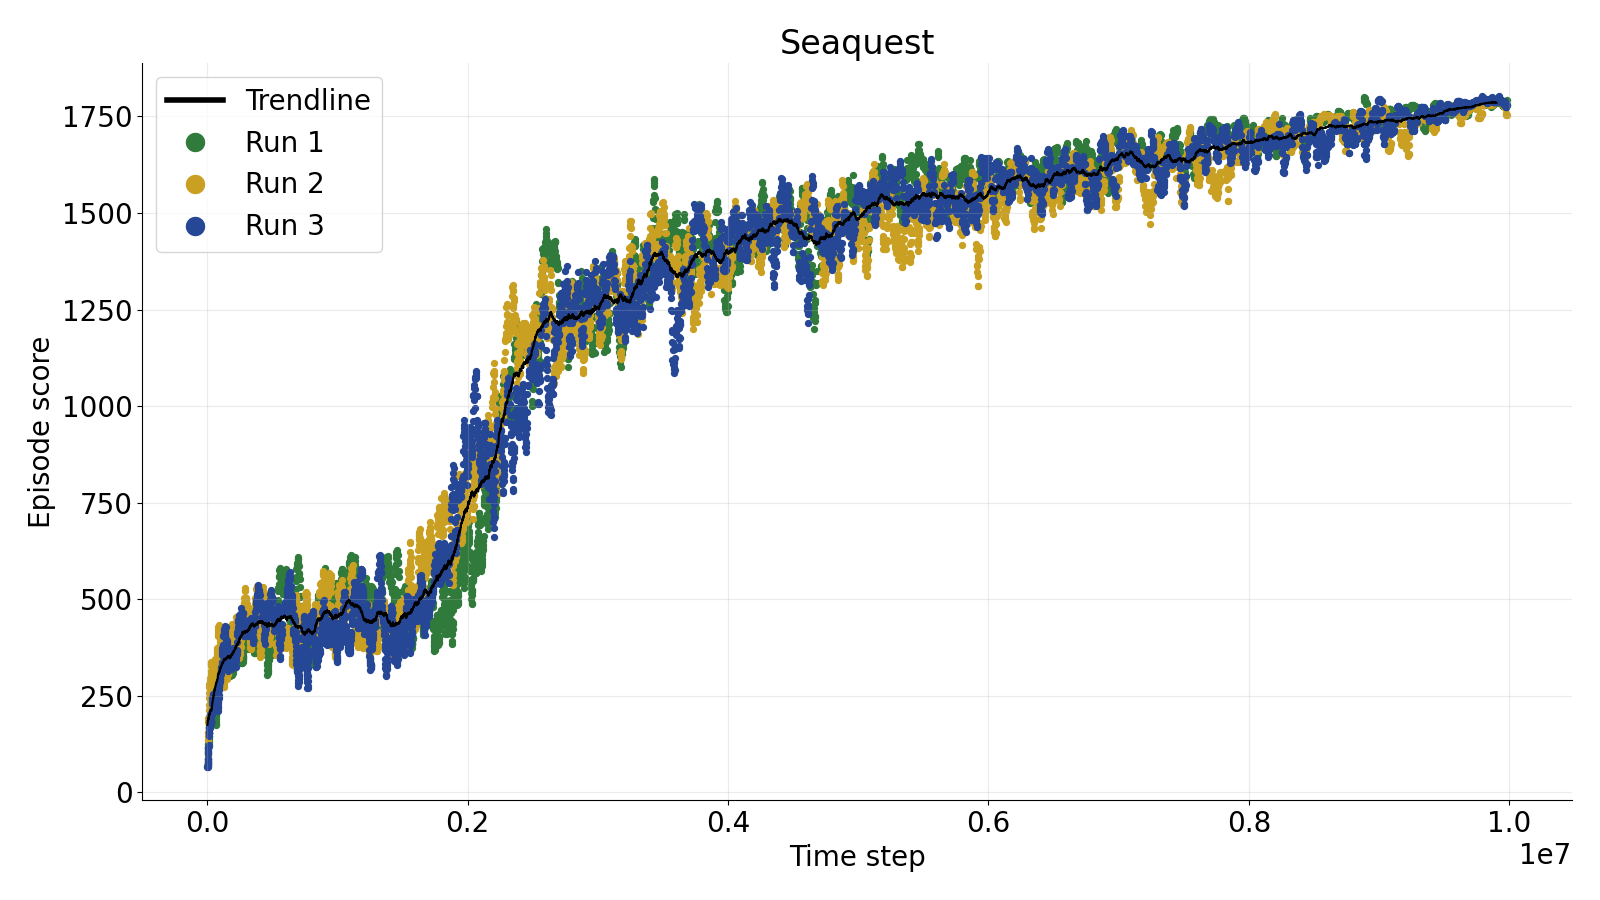 Seaquest
Trendline
Run 1
Run 2
Run 3
Episode score
1750
1500
1250
1000
750
500
250
0
0.0 0.2 0.4 0.6 0.8 1.0
1e7
Time step